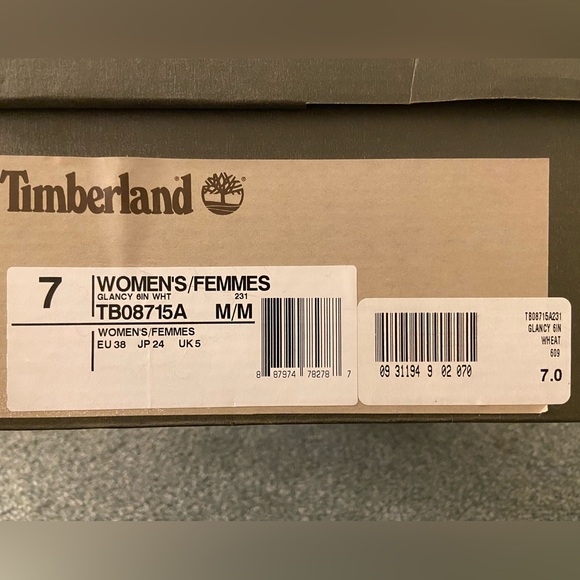 Timberland®
7
WOMEN'S/FEMMES
GLANCY 6IN WHT 231
TB08715A M/M
WOMEN'S/FEMMES
EU 38 JP 24 UK 5
8 87974 78278 7
TB08715A231
GLANCY 6IN
WHEAT
609
09 31194 9 02 070
7.0